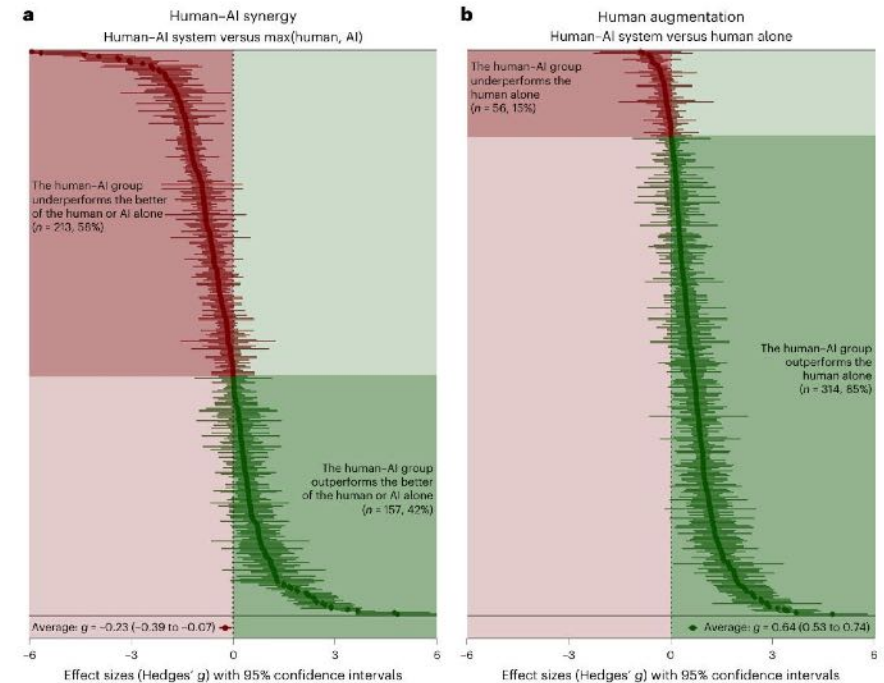 a
Human–AI synergy
Human–AI system versus max(human, AI)
The human–AI group
underperforms the better
of the human or AI alone
(n = 213, 58%)
The human–AI group
outperforms the better
of the human or AI alone
(n = 157, 42%)
Average: g = –0.23 (–0.39 to –0.07)
–6
–3
0
3
6
Effect sizes (Hedges' g) with 95% confidence intervals
b
Human augmentation
Human–AI system versus human alone
The human–AI group
underperforms the
human alone
(n = 56, 15%)
The human–AI group
outperforms the
human alone
(n = 314, 85%)
Average: g = 0.64 (0.53 to 0.74)
–6
–3
0
3
6
Effect sizes (Hedges' g) with 95% confidence intervals